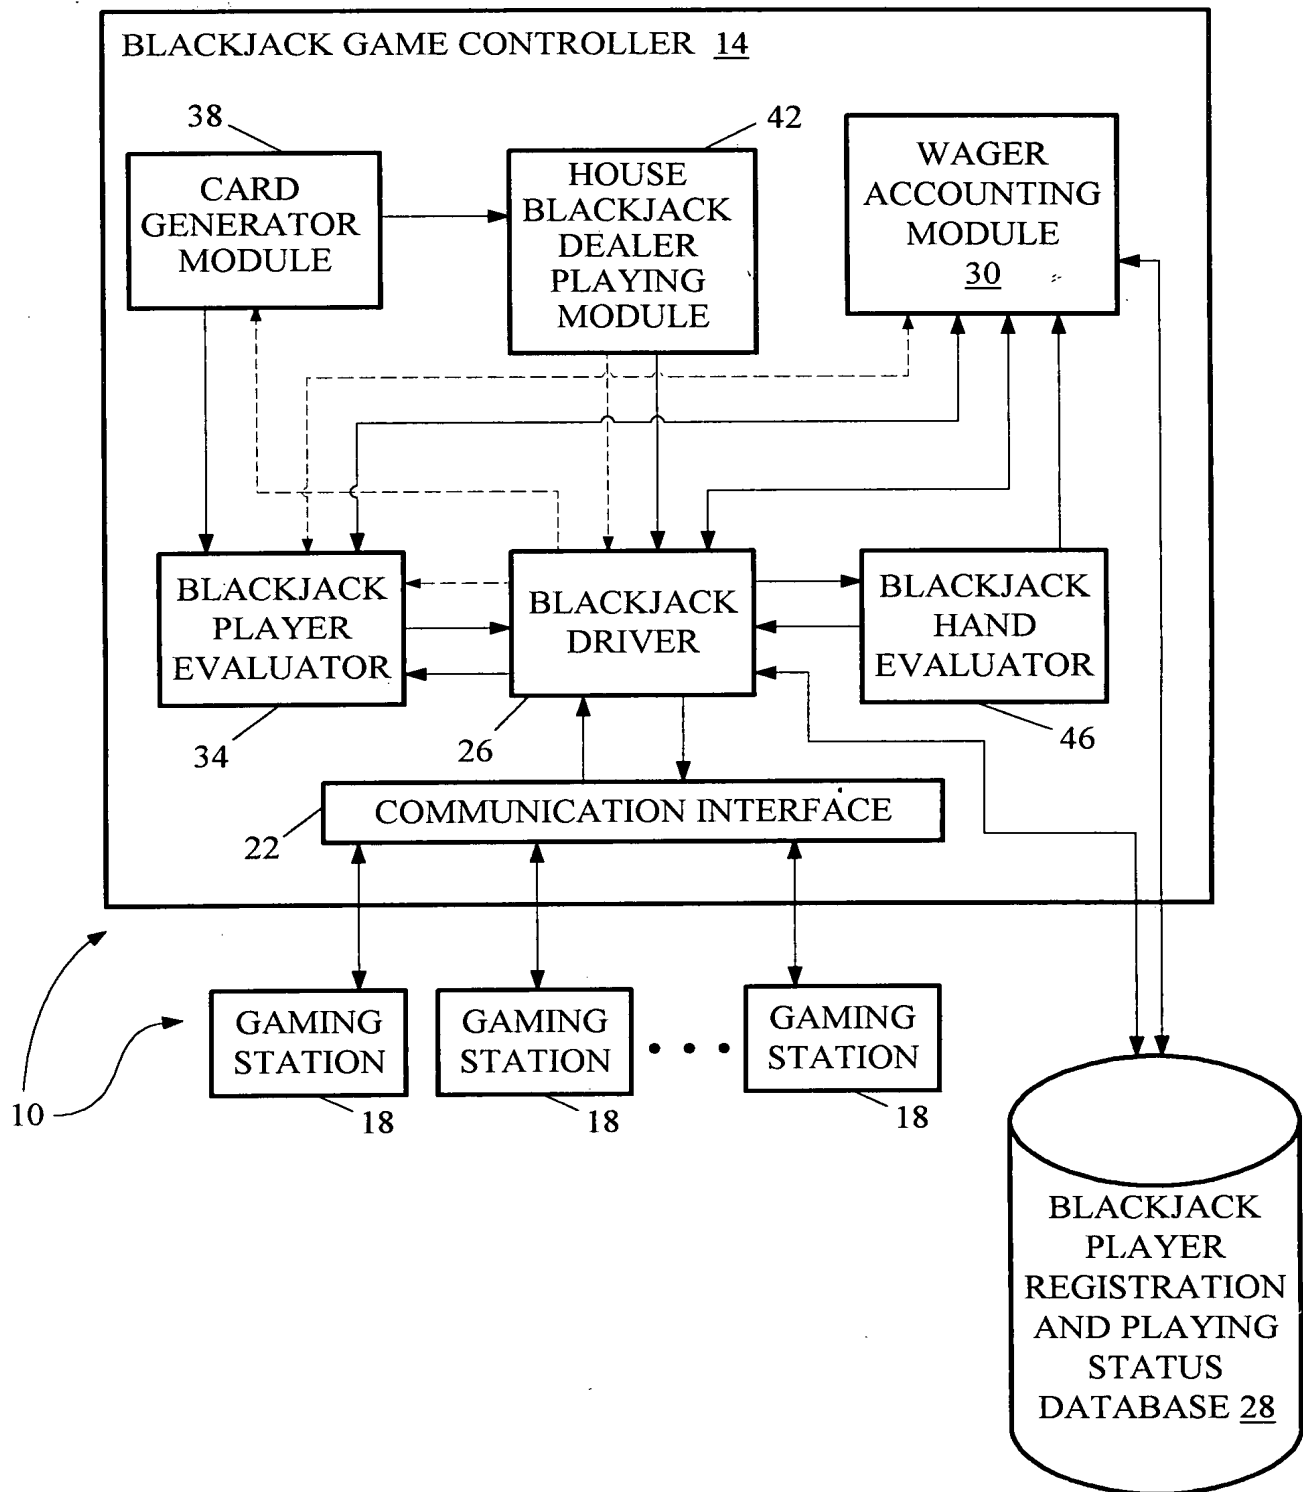 BLACKJACK GAME CONTROLLER 14
38
CARD
GENERATOR
MODULE
42
HOUSE
BLACKJACK
DEALER
PLAYING
MODULE
WAGER
ACCOUNTING
MODULE
30
BLACKJACK
PLAYER
EVALUATOR
34
BLACKJACK
DRIVER
26
BLACKJACK
HAND
EVALUATOR
46
COMMUNICATION INTERFACE
22
10
GAMING
STATION
18
GAMING
STATION
18
GAMING
STATION
18
BLACKJACK
PLAYER
REGISTRATION
AND PLAYING
STATUS
DATABASE 28